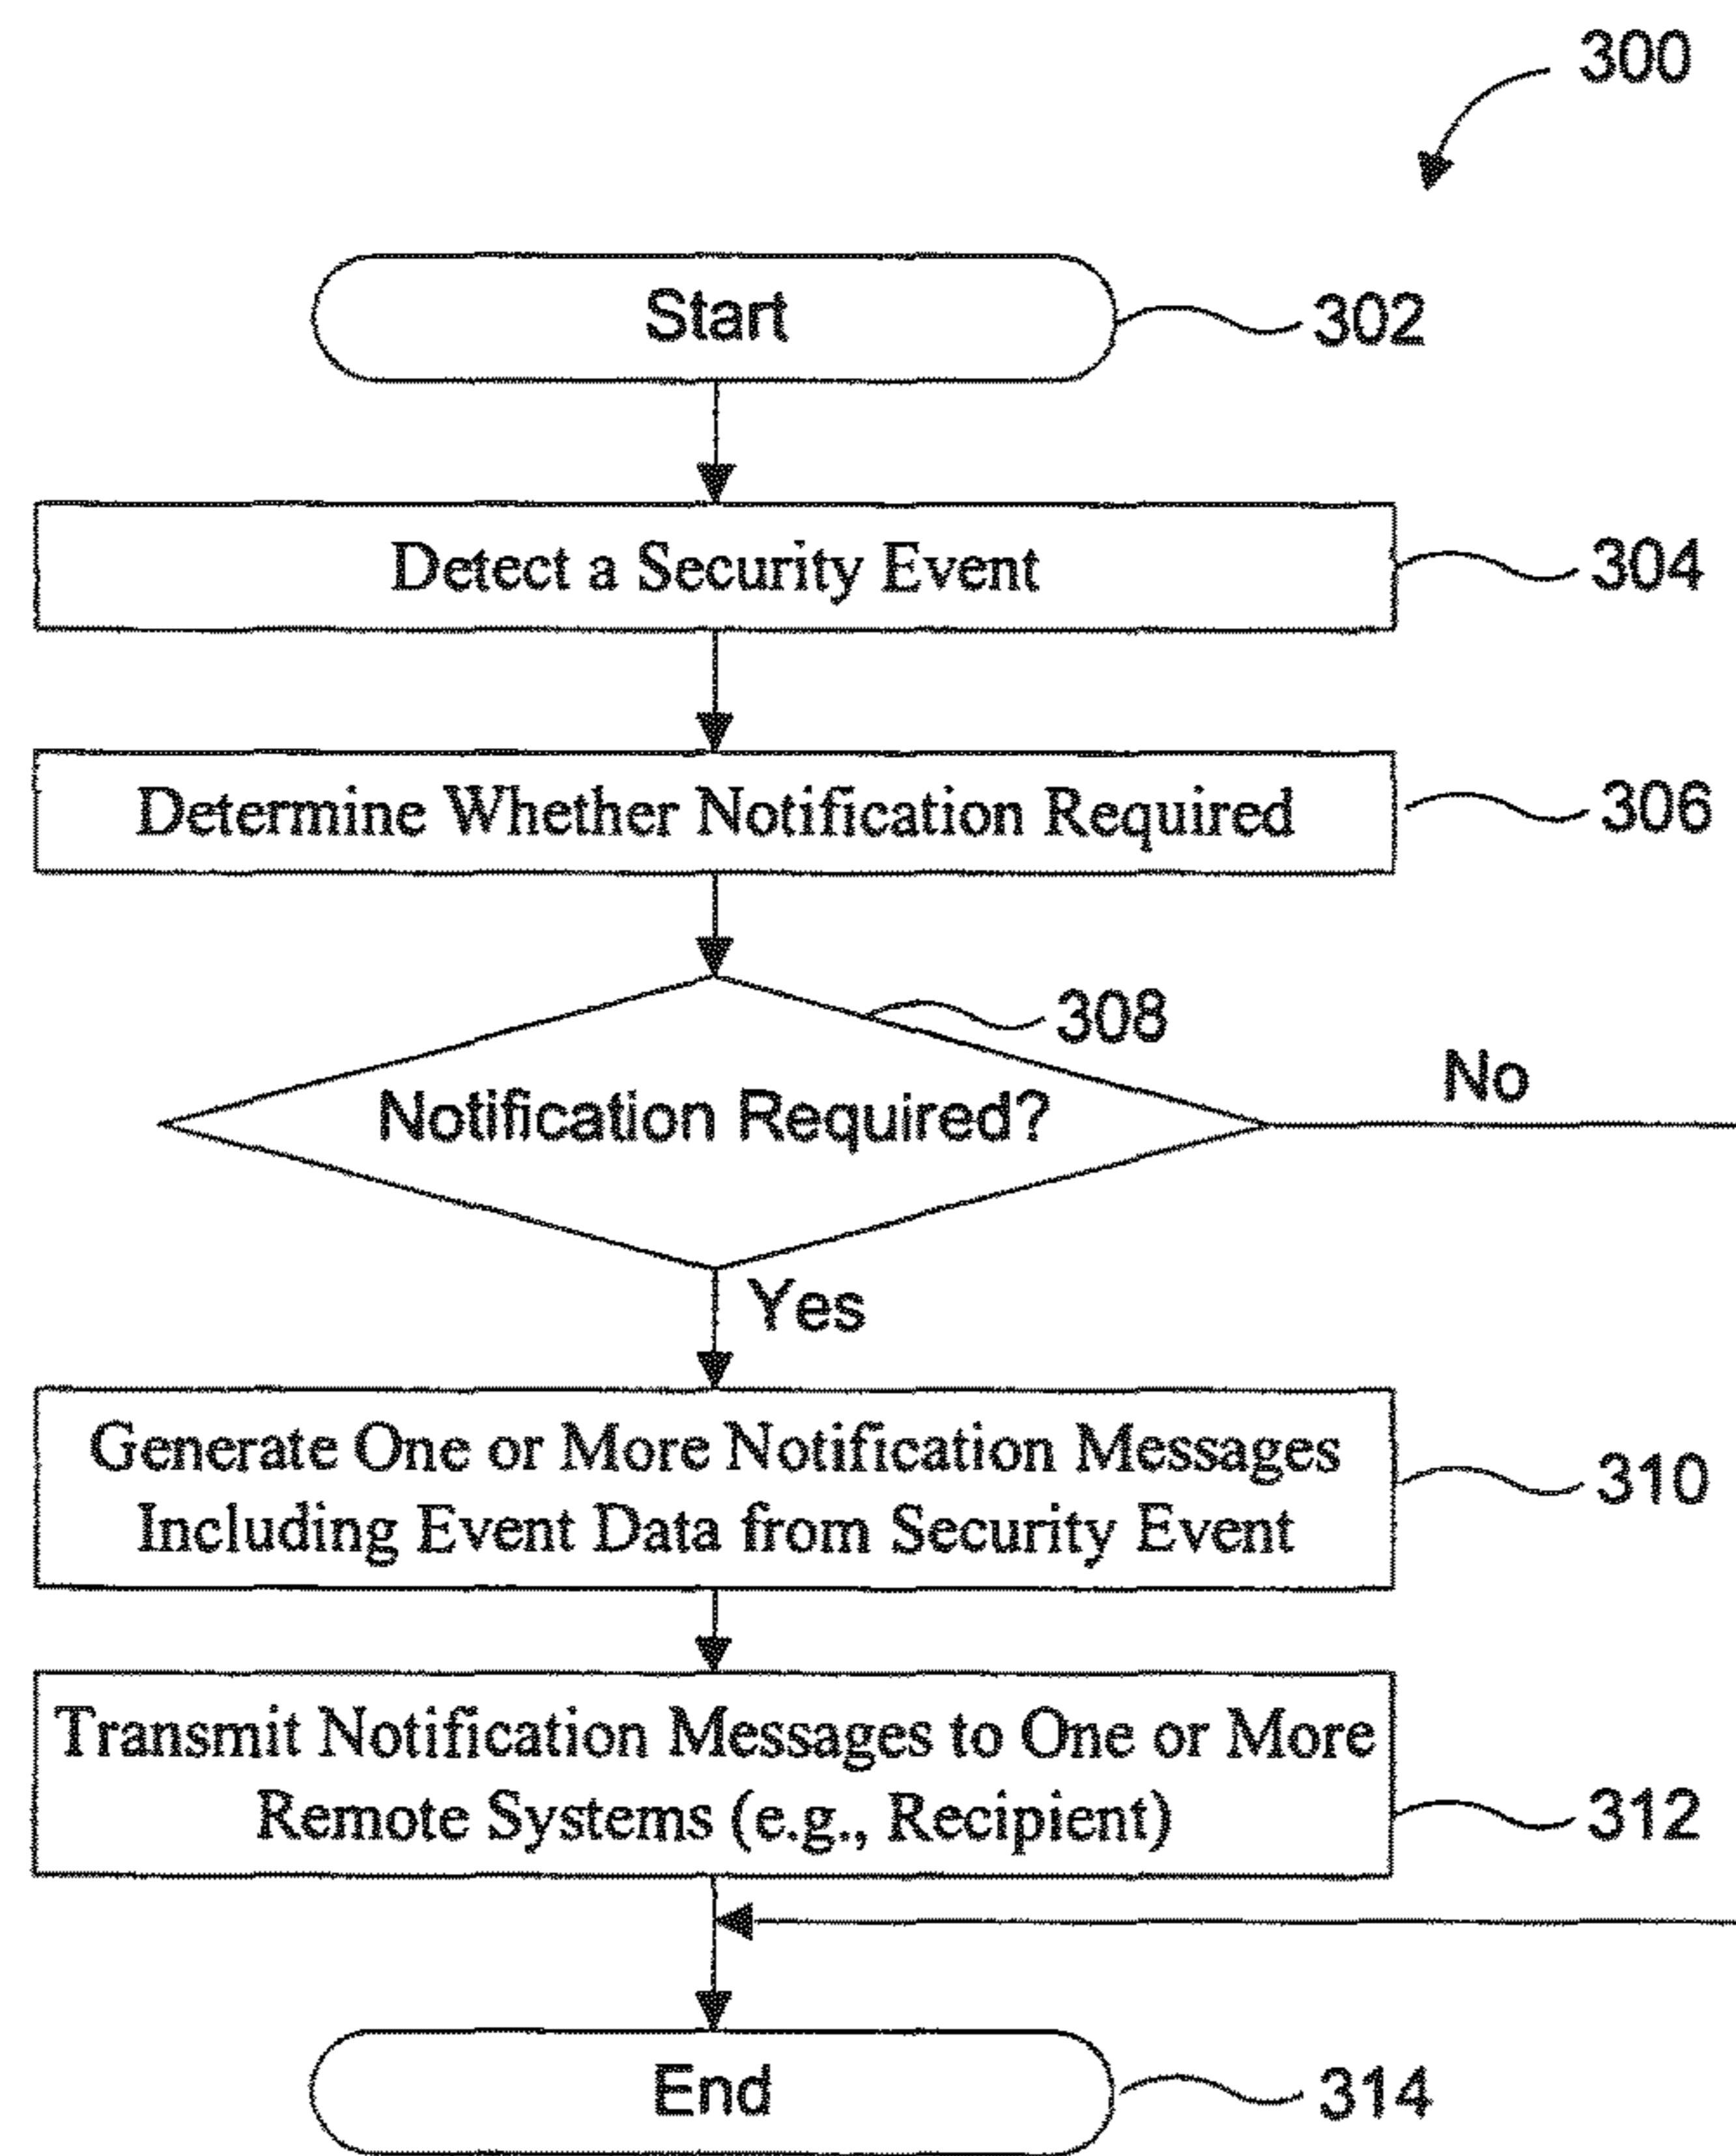 300
Start
302
Detect a Security Event
304
Determine Whether Notification Required
306
308
Notification Required?
No
Yes
Generate One or More Notification Messages
Including Event Data from Security Event
310
Transmit Notification Messages to One or More
Remote Systems (e.g., Recipient)
312
End
314